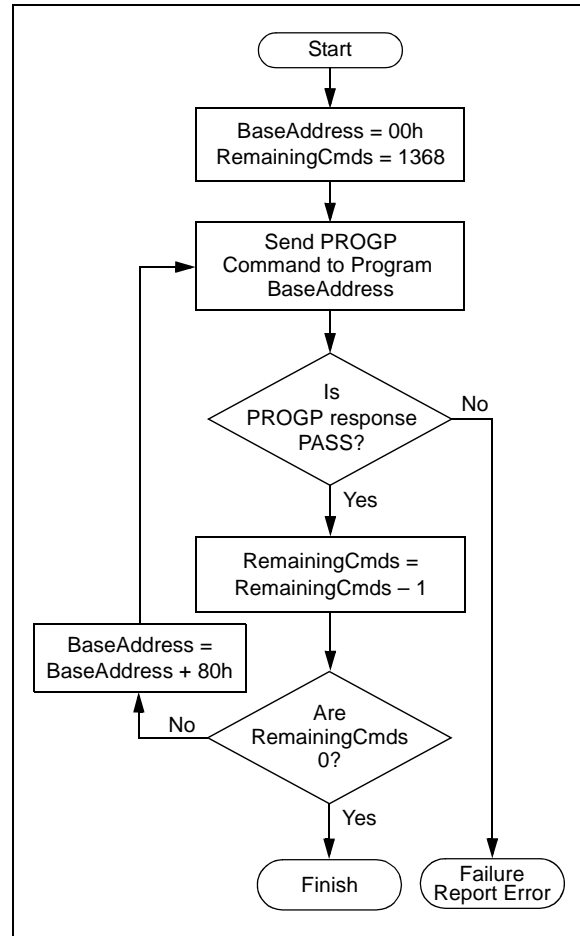 Start
BaseAddress = 00h
RemainingCmds = 1368
Send PROGP
Command to Program
BaseAddress
Is
PROGP response
PASS?
No
Yes
RemainingCmds =
RemainingCmds – 1
BaseAddress =
BaseAddress + 80h
No
Are
RemainingCmds
0?
Yes
Finish
Failure
Report Error